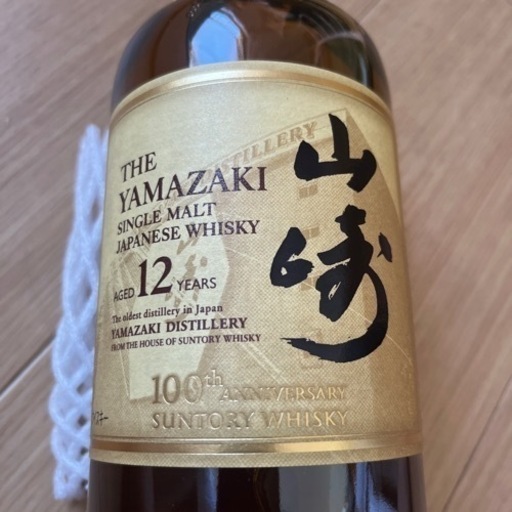 DISTILLERY
THE
YAMAZAKI
SINGLE MALT
JAPANESE WHISKY
AGED 12 YEARS
The oldest distillery in Japan
YAMAZAKI DISTILLERY
FROM THE HOUSE OF SUNTORY WHISKY
山崎
100th ANNIVERSARY
SUNTORY WHISKY